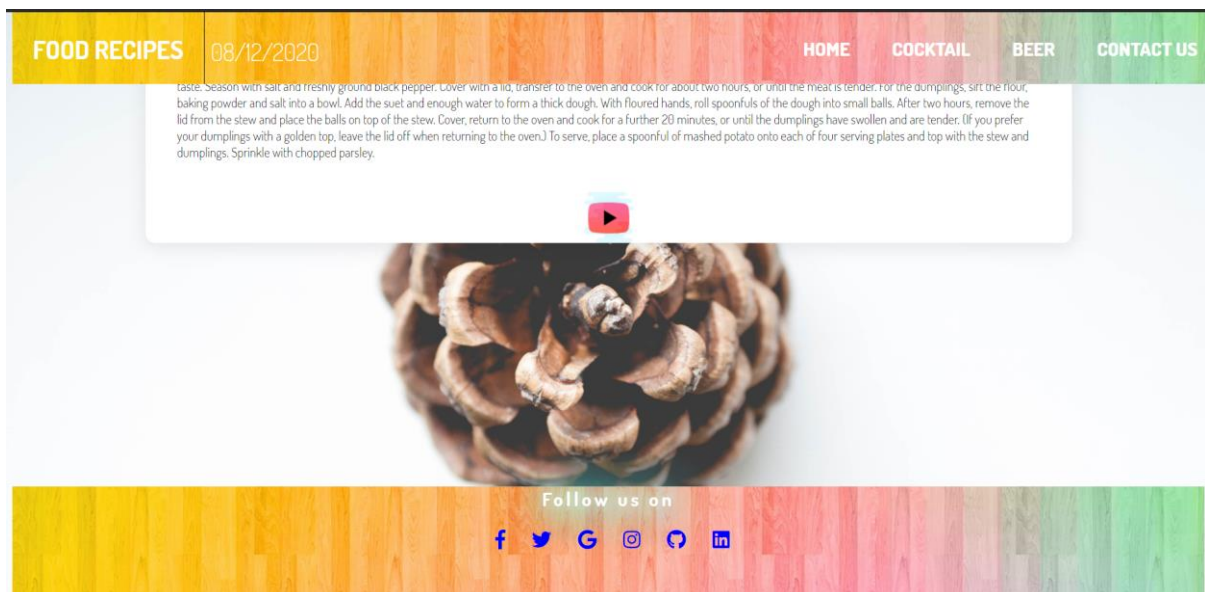 FOOD RECIPES
08/12/2020
HOME
COCKTAIL
BEER
CONTACT US
taste. Season with salt and freshly ground black pepper. Cover with a lid, transfer to the oven and cook for about two hours, or until the meat is tender. For the dumplings, sift the flour,
baking powder and salt into a bowl. Add the suet and enough water to form a thick dough. With floured hands, roll spoonfuls of the dough into small balls. After two hours, remove the
lid from the stew and place the balls on top of the stew. Cover, return to the oven and cook for a further 20 minutes, or until the dumplings have swollen and are tender. (If you prefer
your dumplings with a golden top, leave the lid off when returning to the oven.) To serve, place a spoonful of mashed potato onto each of four serving plates and top with the stew and
dumplings. Sprinkle with chopped parsley.
Follow us on